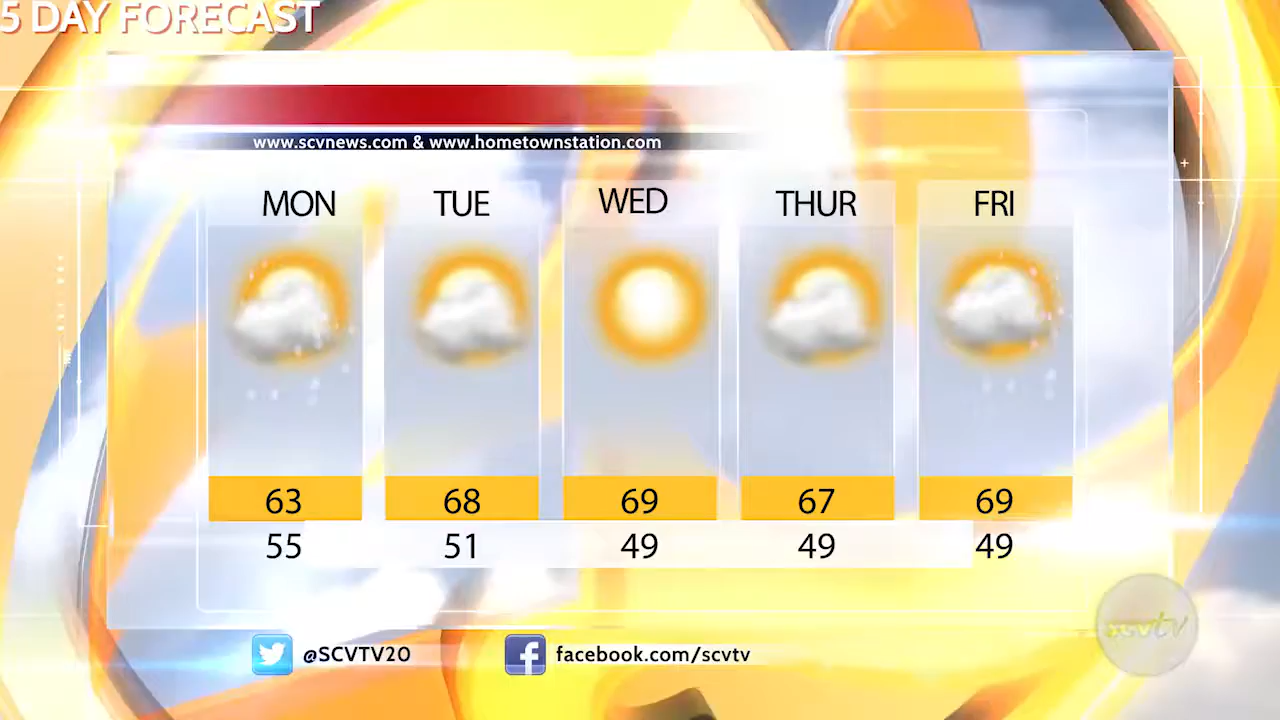 5 DAY FORECAST
www.scvnews.com & www.hometownstation.com
MON TUE WED THUR FRI
63 68 69 67 69
55 51 49 49 49
@SCVTV20 facebook.com/scvtv
scvtv